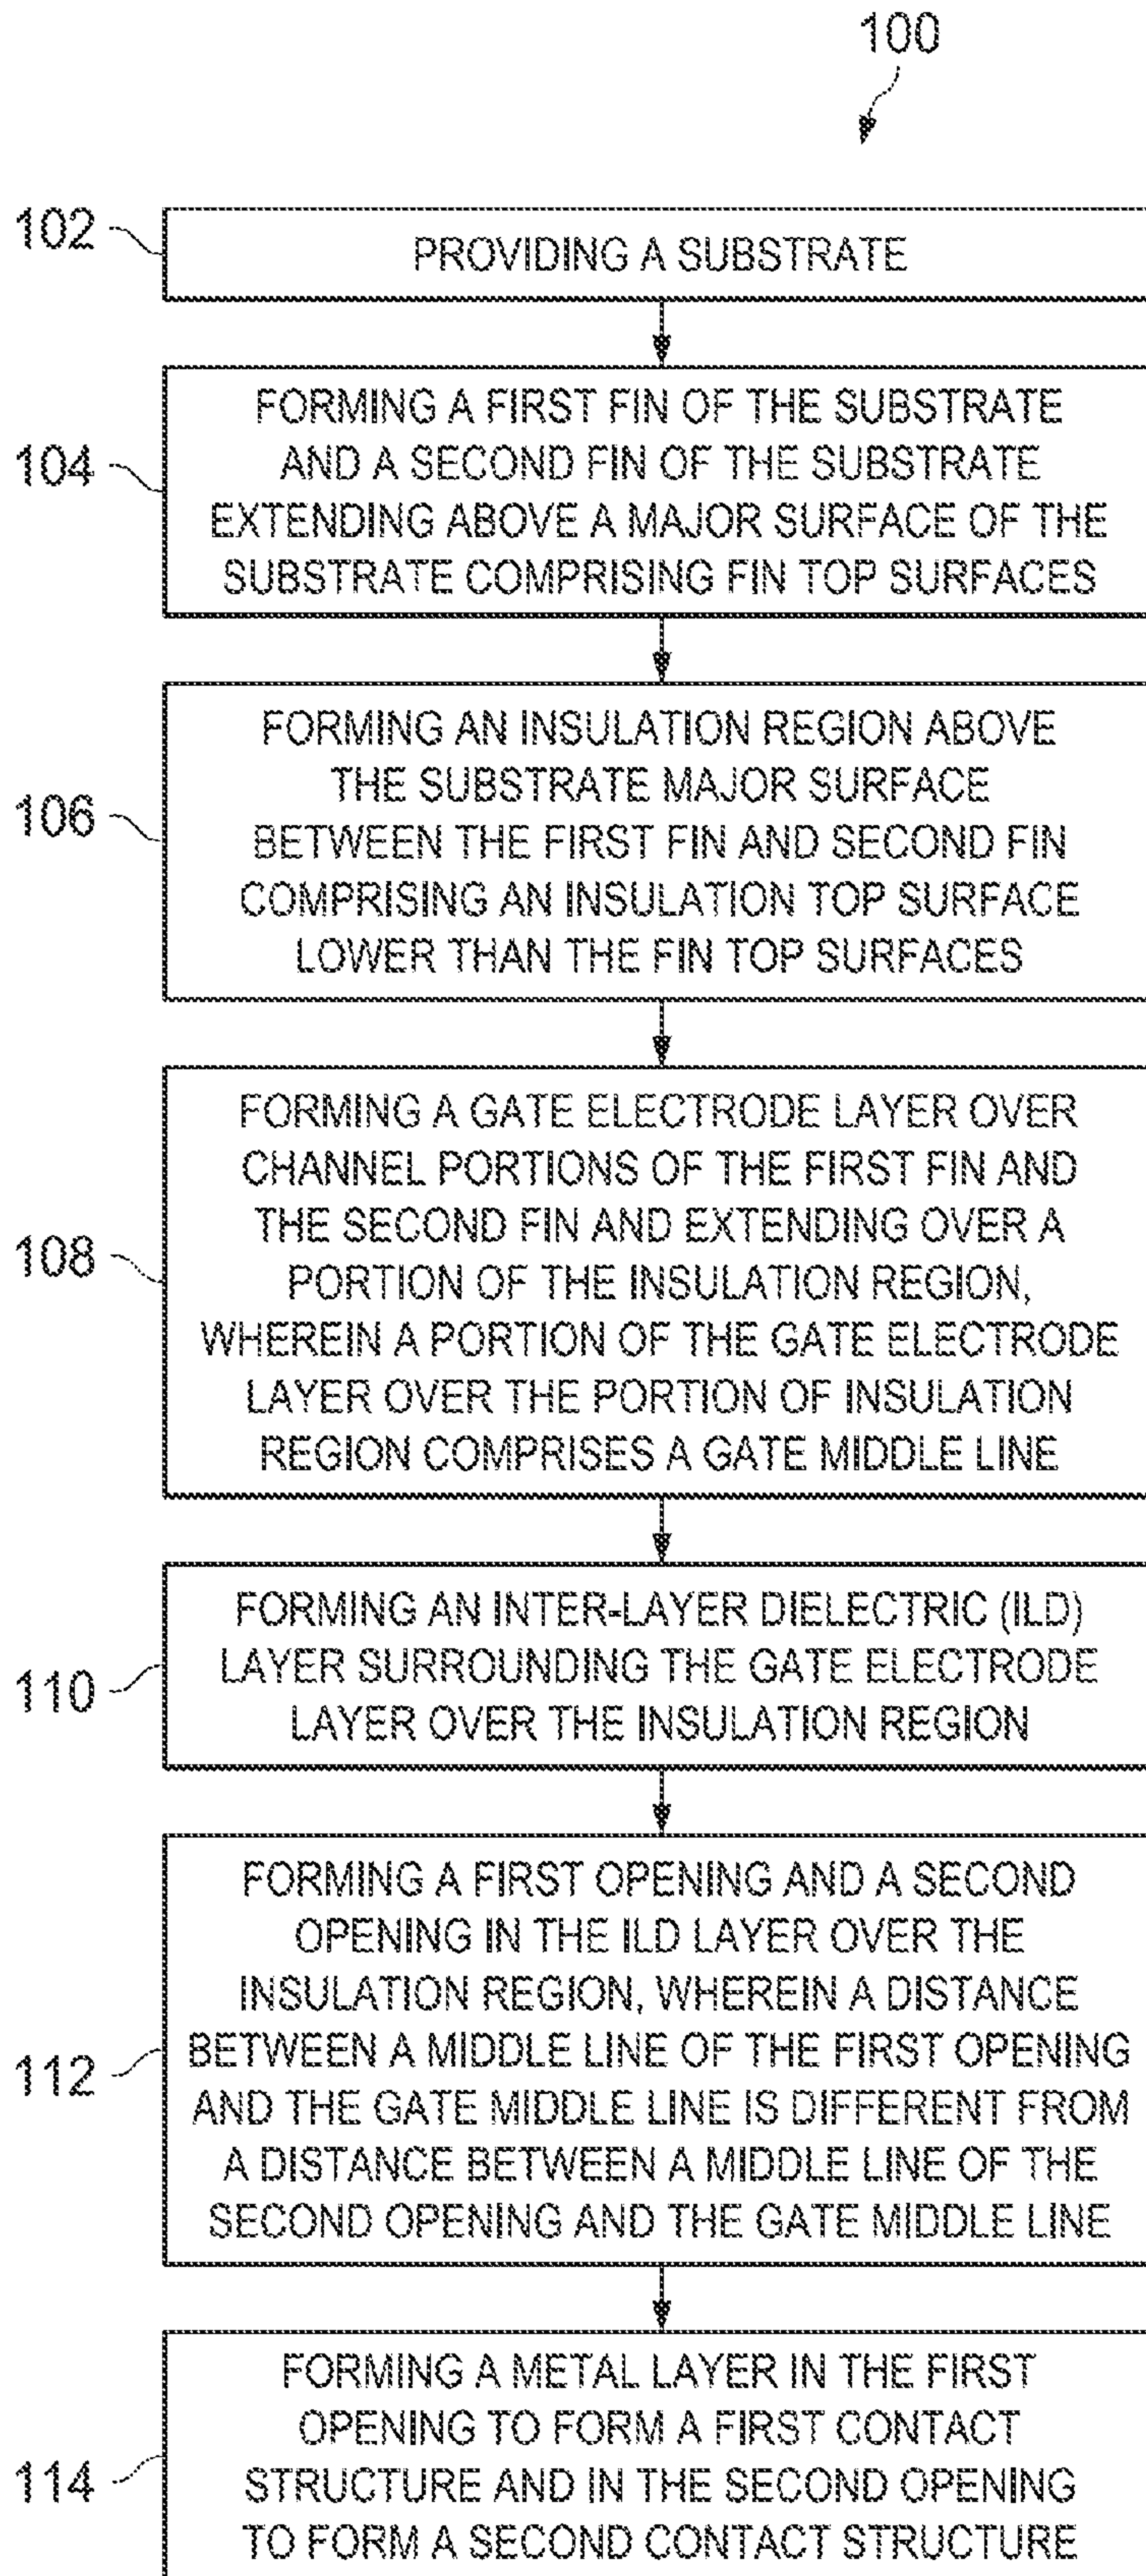 100
102
PROVIDING A SUBSTRATE
104
FORMING A FIRST FIN OF THE SUBSTRATE
AND A SECOND FIN OF THE SUBSTRATE
EXTENDING ABOVE A MAJOR SURFACE OF THE
SUBSTRATE COMPRISING FIN TOP SURFACES
106
FORMING AN INSULATION REGION ABOVE
THE SUBSTRATE MAJOR SURFACE
BETWEEN THE FIRST FIN AND SECOND FIN
COMPRISING AN INSULATION TOP SURFACE
LOWER THAN THE FIN TOP SURFACES
108
FORMING A GATE ELECTRODE LAYER OVER
CHANNEL PORTIONS OF THE FIRST FIN AND
THE SECOND FIN AND EXTENDING OVER A
PORTION OF THE INSULATION REGION,
WHEREIN A PORTION OF THE GATE ELECTRODE
LAYER OVER THE PORTION OF INSULATION
REGION COMPRISES A GATE MIDDLE LINE
110
FORMING AN INTER-LAYER DIELECTRIC (ILD)
LAYER SURROUNDING THE GATE ELECTRODE
LAYER OVER THE INSULATION REGION
112
FORMING A FIRST OPENING AND A SECOND
OPENING IN THE ILD LAYER OVER THE
INSULATION REGION, WHEREIN A DISTANCE
BETWEEN A MIDDLE LINE OF THE FIRST OPENING
AND THE GATE MIDDLE LINE IS DIFFERENT FROM
A DISTANCE BETWEEN A MIDDLE LINE OF THE
SECOND OPENING AND THE GATE MIDDLE LINE
114
FORMING A METAL LAYER IN THE FIRST
OPENING TO FORM A FIRST CONTACT
STRUCTURE AND IN THE SECOND OPENING
TO FORM A SECOND CONTACT STRUCTURE